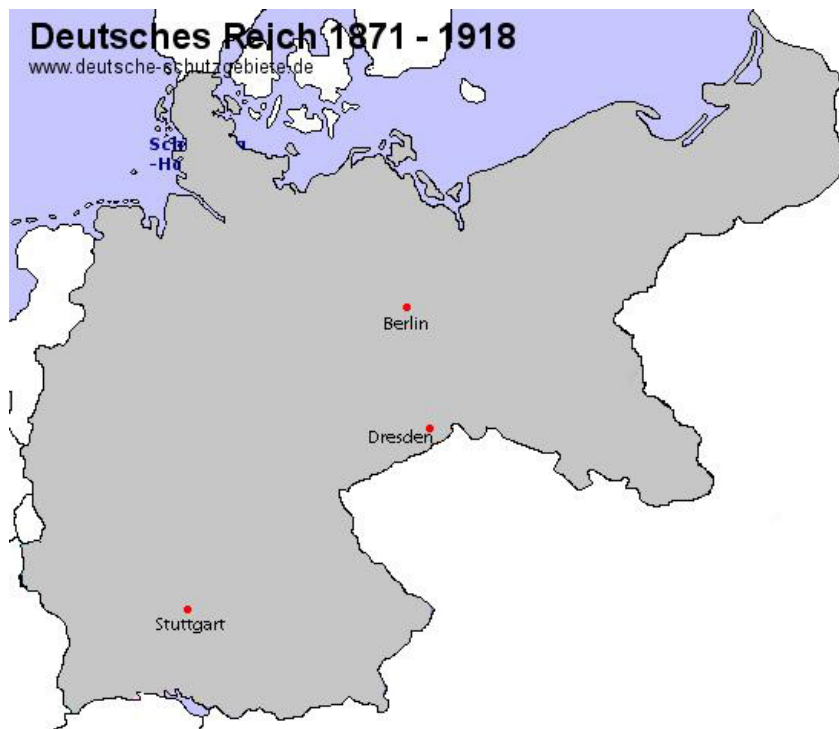 Deutsches Reich 1871 - 1918
www.deutsche-schutzgebiete.de
Berlin
Dresden
Stuttgart